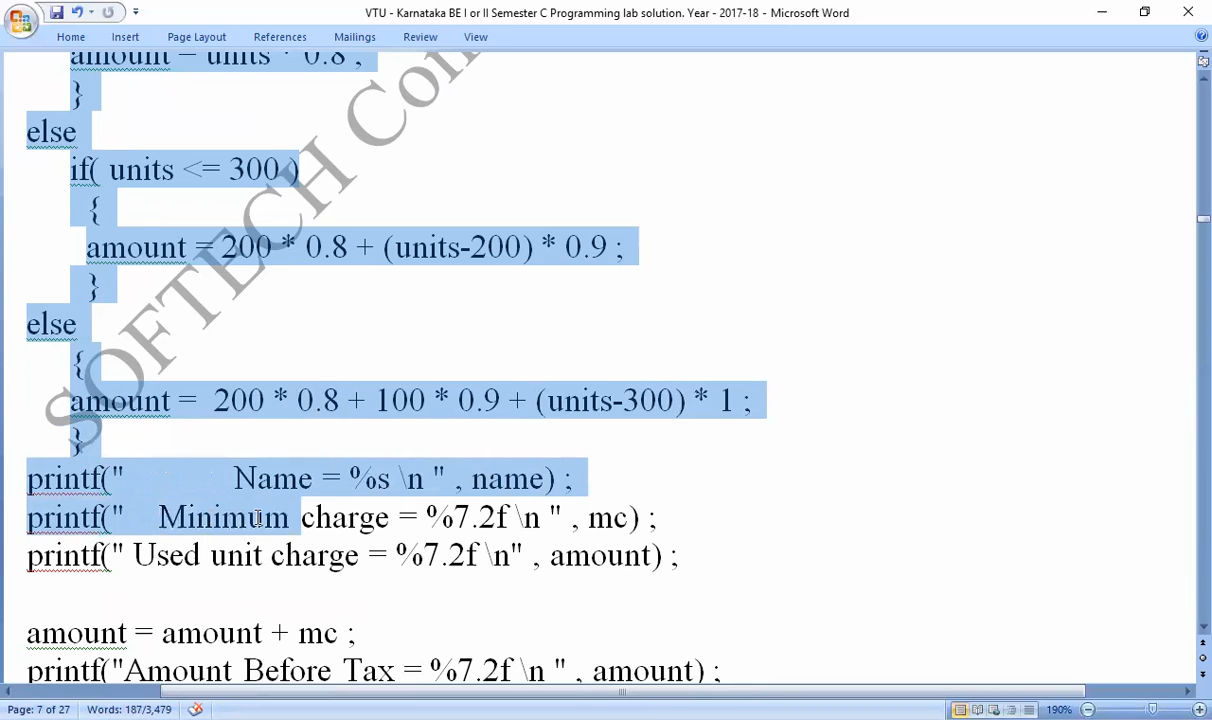 VTU - Karnataka BE I or II Semester C Programming lab solution. Year - 2017-18 - Microsoft Word
Home Insert Page Layout References Mailings Review View
amount = units * 0.8 ;
}
else
if( units <= 300 )
{
amount = 200 * 0.8 + (units-200) * 0.9 ;
}
else
{
amount = 200 * 0.8 + 100 * 0.9 + (units-300) * 1 ;
}
printf(" Name = %s \n " , name) ;
printf(" Minimum charge = %7.2f \n " , mc) ;
printf(" Used unit charge = %7.2f \n" , amount) ;
amount = amount + mc ;
printf("Amount Before Tax = %7.2f \n " , amount) ;
SOFTECH
Page: 7 of 27 Words: 187/3,479 190%